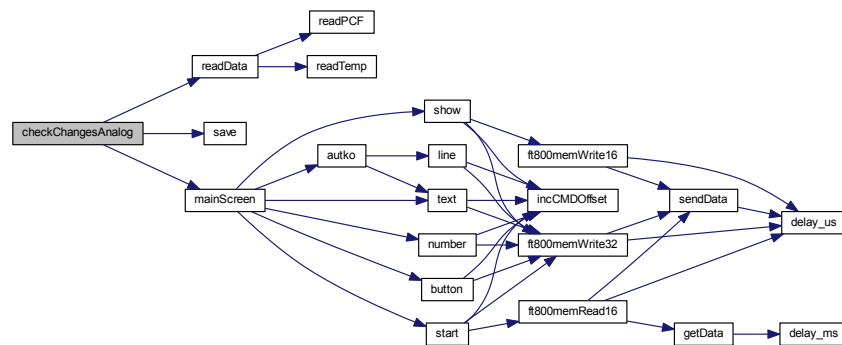 readPCF
readData
readTemp
checkChangesAnalog
save
show
autko
line
ft800memWrite16
mainScreen
text
incCMDOffset
sendData
number
ft800memWrite32
delay_us
button
ft800memRead16
start
getData
delay_ms